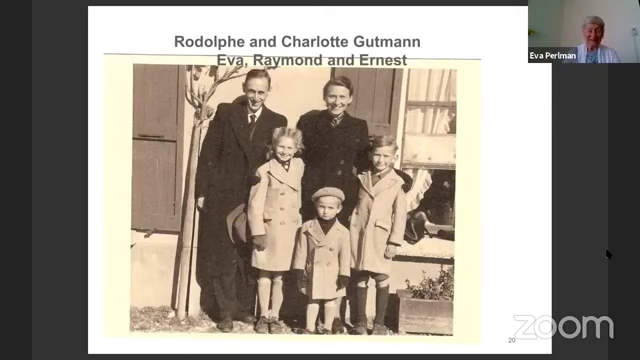 Rodolphe and Charlotte Gutmann
Eva, Raymond and Ernest
Eva Perlman
20
zoom